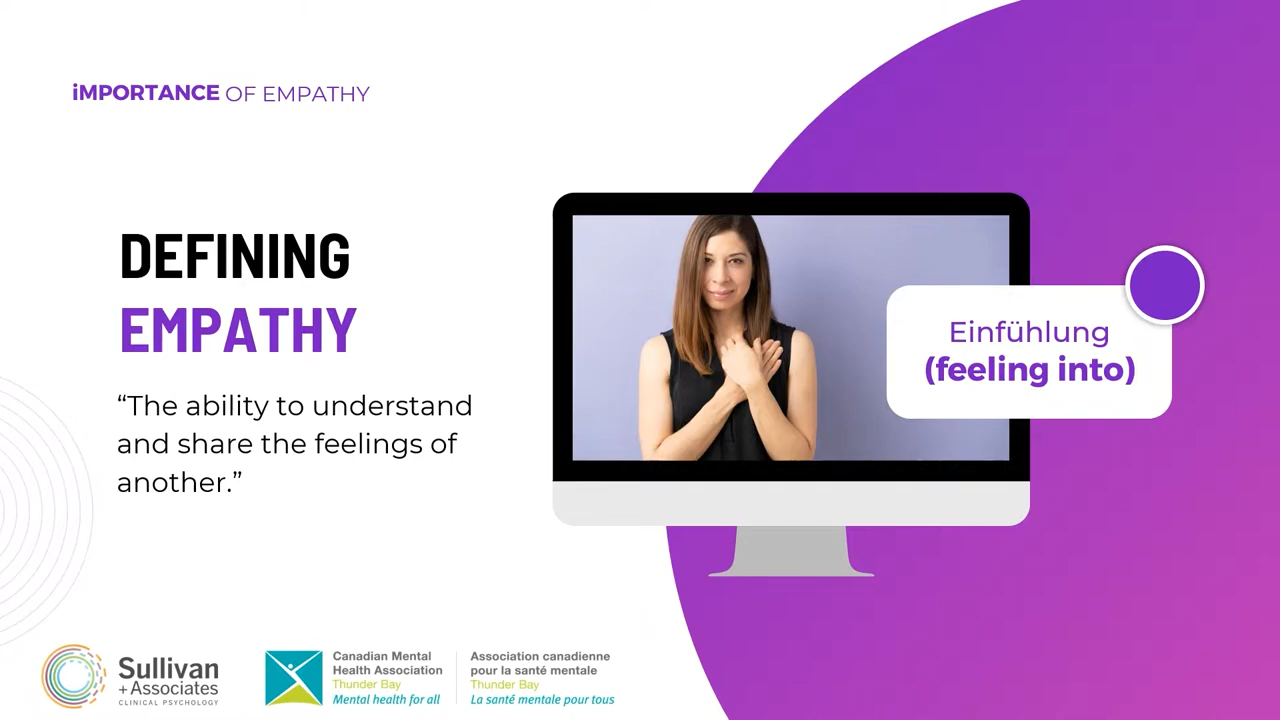 iMPORTANCE OF EMPATHY
DEFINING
EMPATHY
“The ability to understand
and share the feelings of
another.”
Einfühlung
(feeling into)
Sullivan
+Associates
CLINICAL PSYCHOLOGY
Canadian Mental
Health Association
Thunder Bay
Mental health for all
Association canadienne
pour la santé mentale
Thunder Bay
La santé mentale pour tous